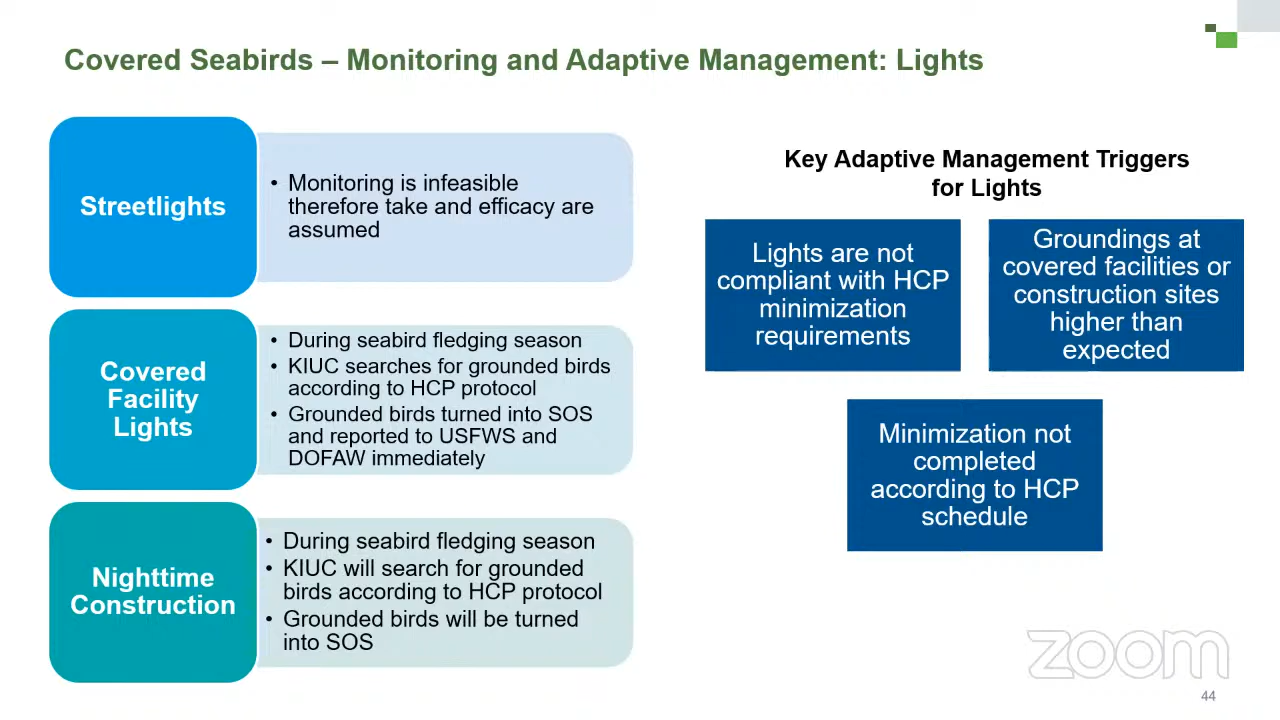 Covered Seabirds – Monitoring and Adaptive Management: Lights
Streetlights
• Monitoring is infeasible
therefore take and efficacy are
assumed
Covered
Facility
Lights
• During seabird fledging season
• KIUC searches for grounded birds
according to HCP protocol
• Grounded birds turned into SOS
and reported to USFWS and
DOFAW immediately
Nighttime
Construction
• During seabird fledging season
• KIUC will search for grounded
birds according to HCP protocol
• Grounded birds will be turned
into SOS
Key Adaptive Management Triggers
for Lights
Lights are not
compliant with HCP
minimization
requirements
Groundings at
covered facilities or
construction sites
higher than
expected
Minimization not
completed
according to HCP
schedule
zoom
44